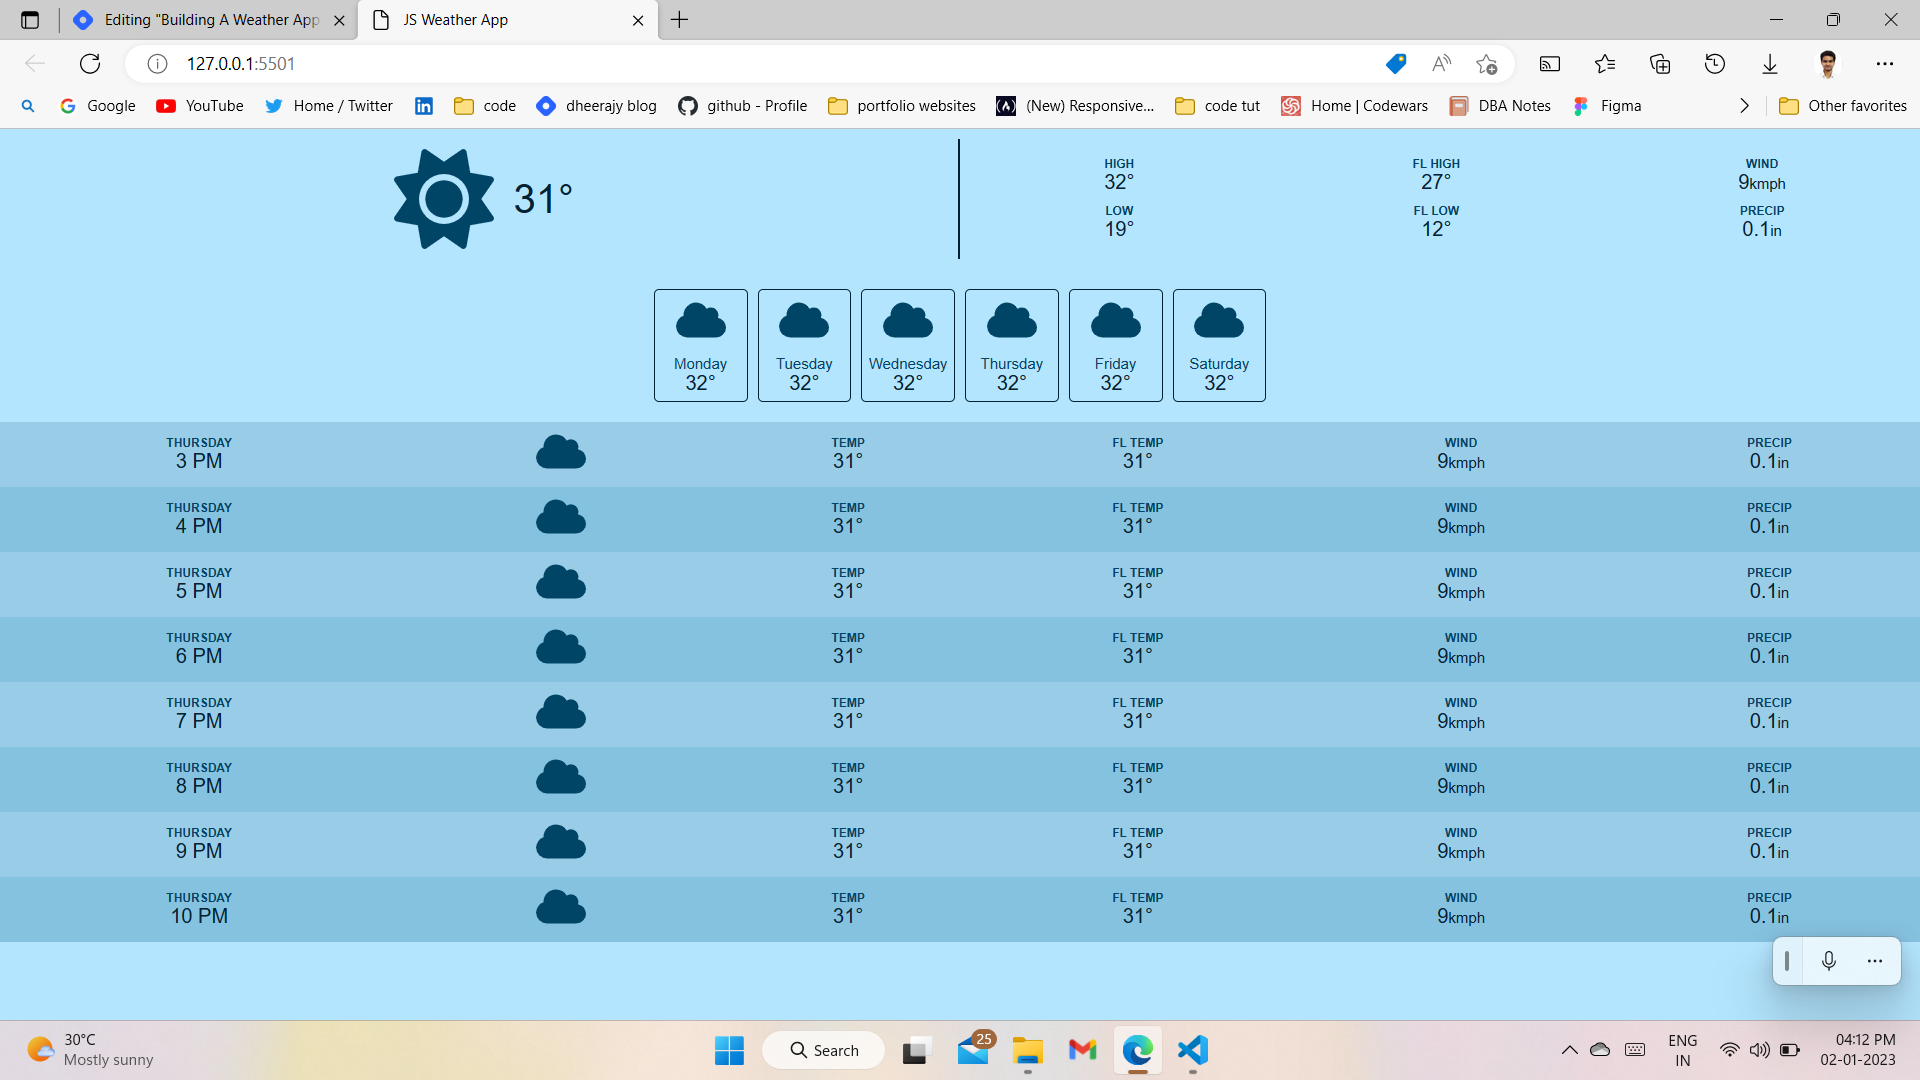 Editing "Building A Weather App
JS Weather App
127.0.0.1:5501
Google
YouTube
Home / Twitter
code
dheerajy blog
github - Profile
portfolio websites
(New) Responsive...
code tut
Home | Codewars
DBA Notes
Figma
Other favorites
31°
HIGH
32°
FL HIGH
27°
WIND
9kmph
LOW
19°
FL LOW
12°
PRECIP
0.1in
Monday
32°
Tuesday
32°
Wednesday
32°
Thursday
32°
Friday
32°
Saturday
32°
THURSDAY TEMP FL TEMP WIND PRECIP
3 PM 31° 31° 9kmph 0.1in
THURSDAY TEMP FL TEMP WIND PRECIP
4 PM 31° 31° 9kmph 0.1in
THURSDAY TEMP FL TEMP WIND PRECIP
5 PM 31° 31° 9kmph 0.1in
THURSDAY TEMP FL TEMP WIND PRECIP
6 PM 31° 31° 9kmph 0.1in
THURSDAY TEMP FL TEMP WIND PRECIP
7 PM 31° 31° 9kmph 0.1in
THURSDAY TEMP FL TEMP WIND PRECIP
8 PM 31° 31° 9kmph 0.1in
THURSDAY TEMP FL TEMP WIND PRECIP
9 PM 31° 31° 9kmph 0.1in
THURSDAY TEMP FL TEMP WIND PRECIP
10 PM 31° 31° 9kmph 0.1in
30°C
Mostly sunny
Search
25
ENG
IN
04:12 PM
02-01-2023